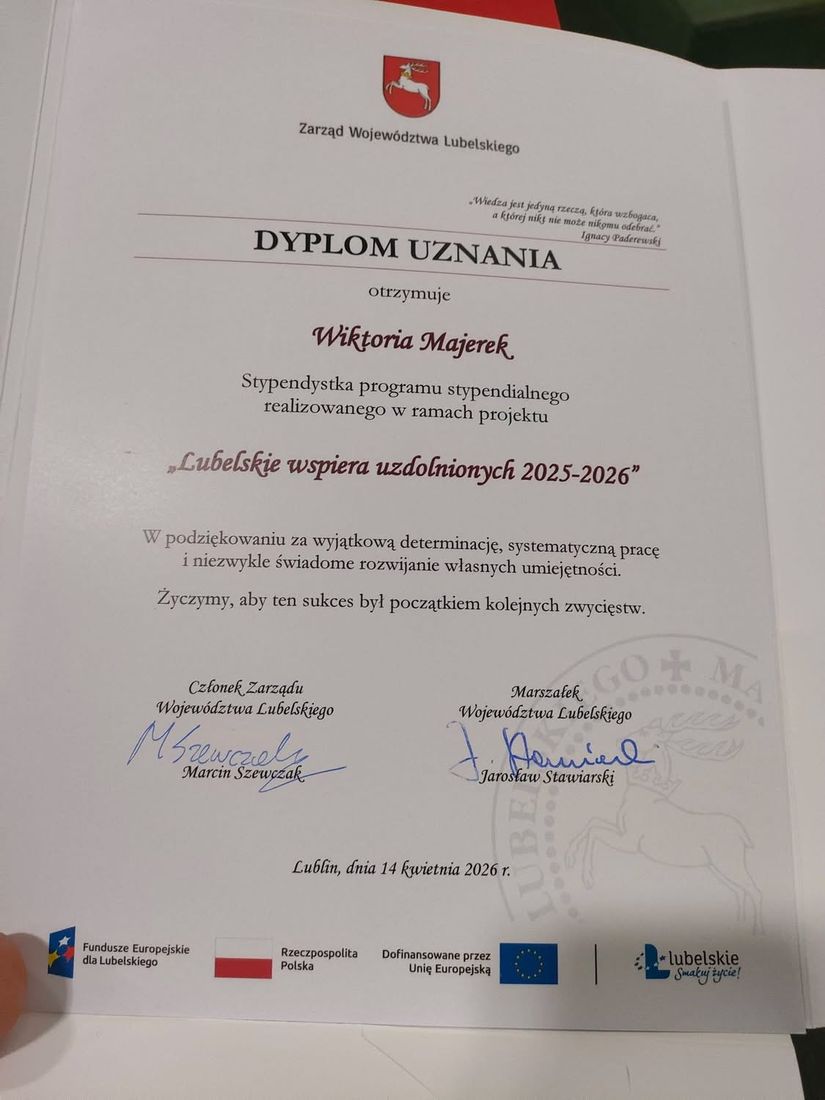 Zarząd Województwa Lubelskiego
„Wiedza jest jedyną rzeczą, która wzbogaca,
a której nikt nie może nikomu odebrać.”
Ignacy Paderewski
DYPLOM UZNANIA
otrzymuje
Wiktoria Majerek
Stypendystka programu stypendialnego
realizowanego w ramach projektu
„Lubelskie wspiera uzdolnionych 2025-2026”
W podziękowaniu za wyjątkową determinację, systematyczną pracę
i niezwykle świadome rozwijanie własnych umiejętności.
Życzymy, aby ten sukces był początkiem kolejnych zwycięstw.
Członek Zarządu
Województwa Lubelskiego
M Szewczak
Marcin Szewczak
Marszałek
Województwa Lubelskiego
Jarosław Stawiarski
LUBELSKIEGO ✠ MA
Lublin, dnia 14 kwietnia 2026 r.
Fundusze Europejskie
dla Lubelskiego
Rzeczpospolita
Polska
Dofinansowane przez
Unię Europejską
lubelskie
Smakuj życie!